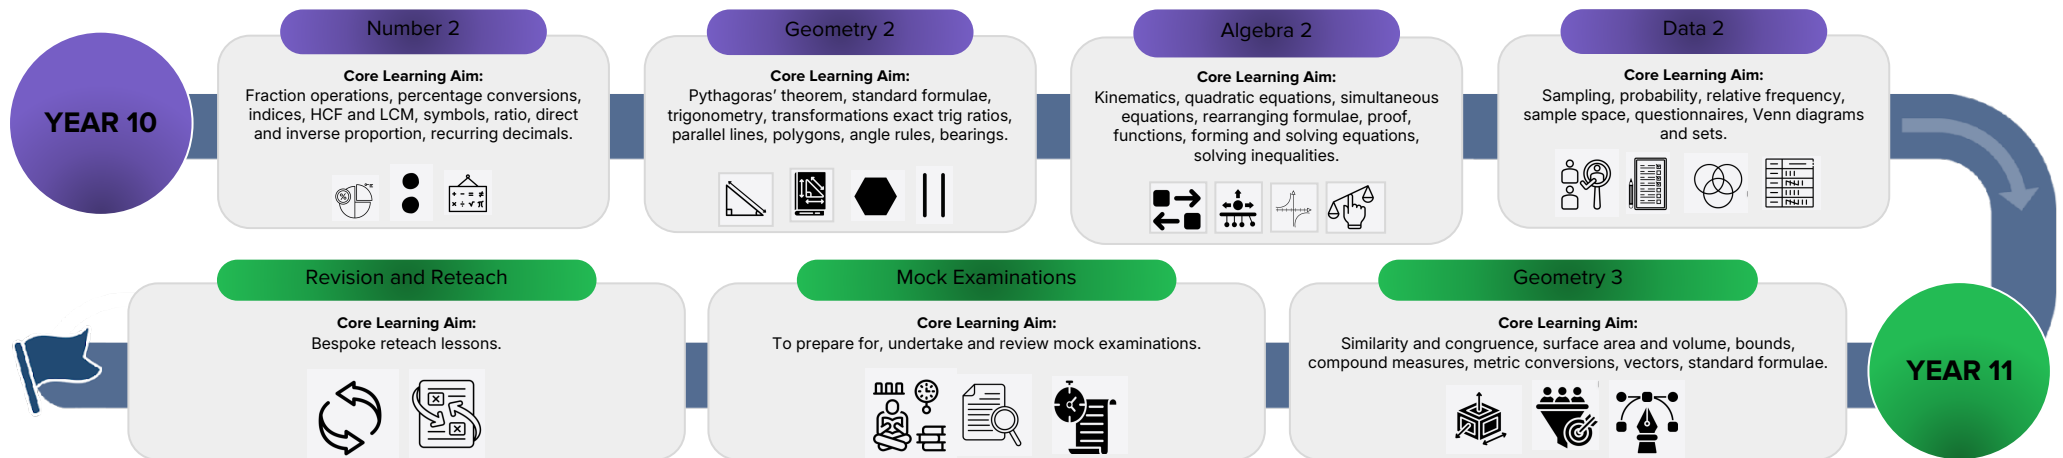 YEAR 10
Number 2
Core Learning Aim:
Fraction operations, percentage conversions,
indices, HCF and LCM, symbols, ratio, direct
and inverse proportion, recurring decimals.
Geometry 2
Core Learning Aim:
Pythagoras’ theorem, standard formulae,
trigonometry, transformations exact trig ratios,
parallel lines, polygons, angle rules, bearings.
Algebra 2
Core Learning Aim:
Kinematics, quadratic equations, simultaneous
equations, rearranging formulae, proof,
functions, forming and solving equations,
solving inequalities.
Data 2
Core Learning Aim:
Sampling, probability, relative frequency,
sample space, questionnaires, Venn diagrams
and sets.
YEAR 11
Geometry 3
Core Learning Aim:
Similarity and congruence, surface area and volume, bounds,
compound measures, metric conversions, vectors, standard formulae.
Mock Examinations
Core Learning Aim:
To prepare for, undertake and review mock examinations.
Revision and Reteach
Core Learning Aim:
Bespoke reteach lessons.